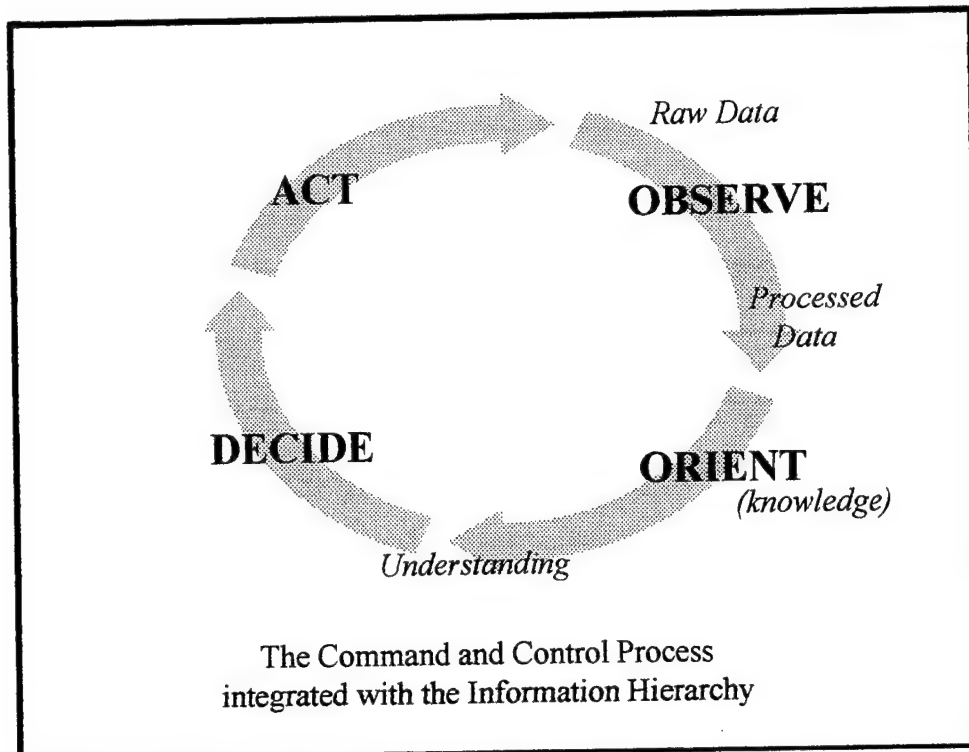 Raw Data
ACT
OBSERVE
Processed
Data
DECIDE
ORIENT
(knowledge)
Understanding
The Command and Control Process
integrated with the Information Hierarchy